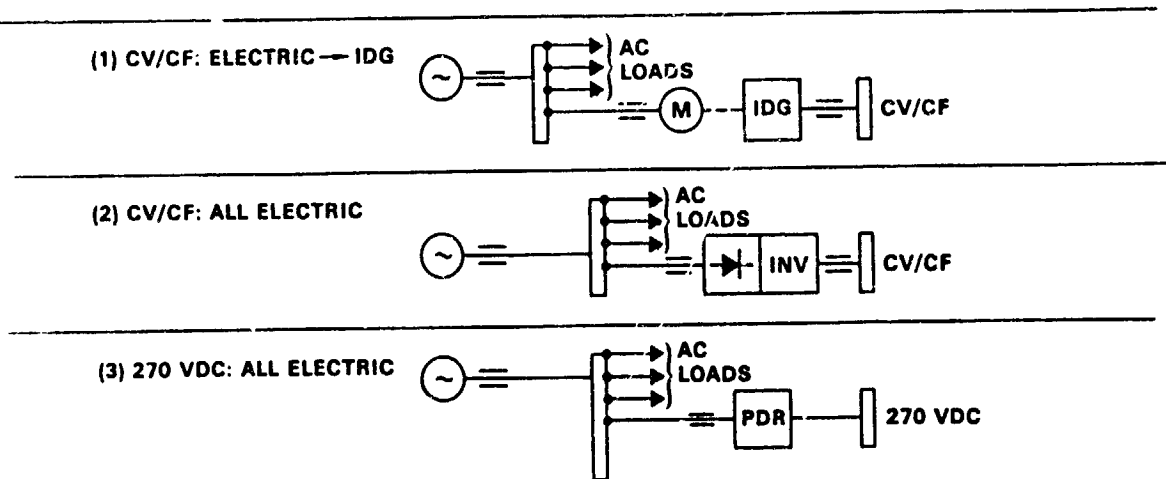 (1) CV/CF: ELECTRIC → IDG
AC
LOADS
~
M
IDG
CV/CF
(2) CV/CF: ALL ELECTRIC
AC
LOADS
~
INV
CV/CF
(3) 270 VDC: ALL ELECTRIC
AC
LOADS
~
PDR
270 VDC